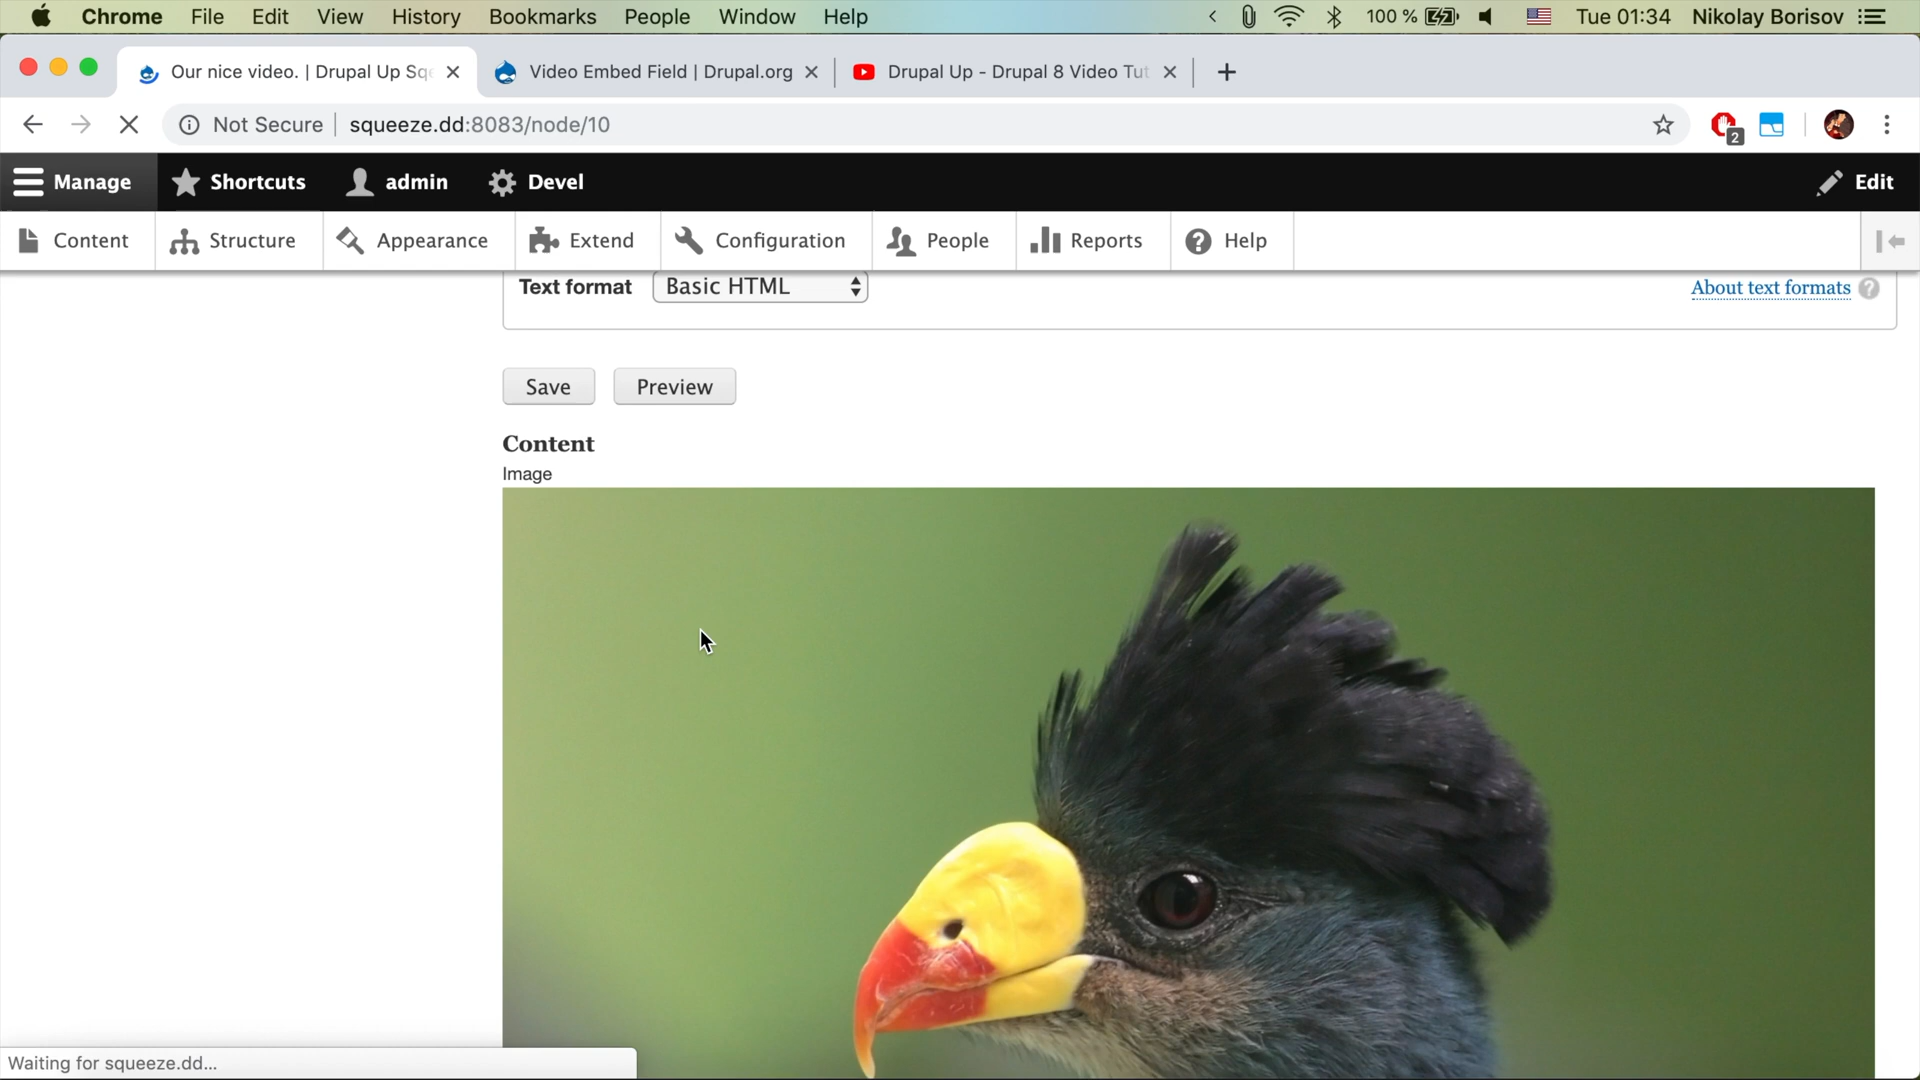 Chrome File Edit View History Bookmarks People Window Help 100 % Tue 01:34 Nikolay Borisov
Our nice video. | Drupal Up Sq Video Embed Field | Drupal.org Drupal Up - Drupal 8 Video Tut
Not Secure squeeze.dd:8083/node/10 2
Manage Shortcuts admin Devel Edit
Content Structure Appearance Extend Configuration People Reports Help
Text format Basic HTML About text formats ?
Save Preview
Content
Image
Waiting for squeeze.dd...